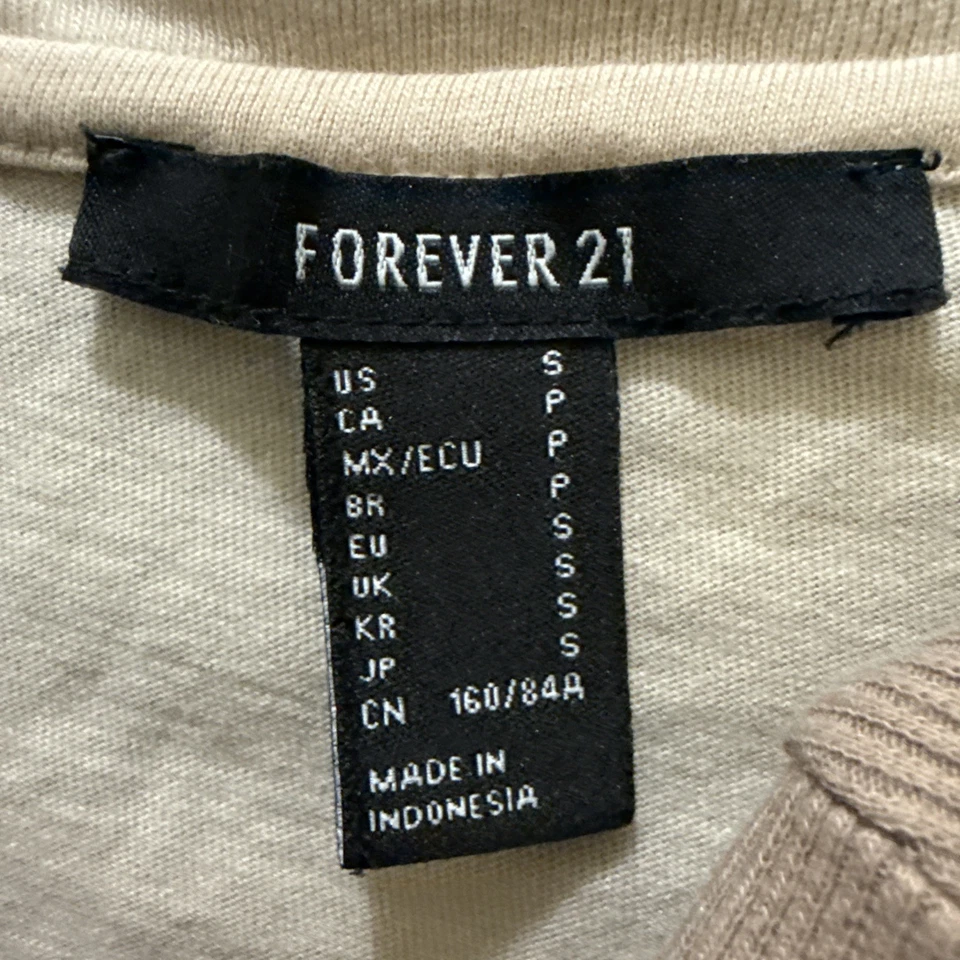 FOREVER 21
US S
CA P
MX/ECU P
BR P
EU S
UK S
KR S
JP S
CN 160/84A
MADE IN
INDONESIA